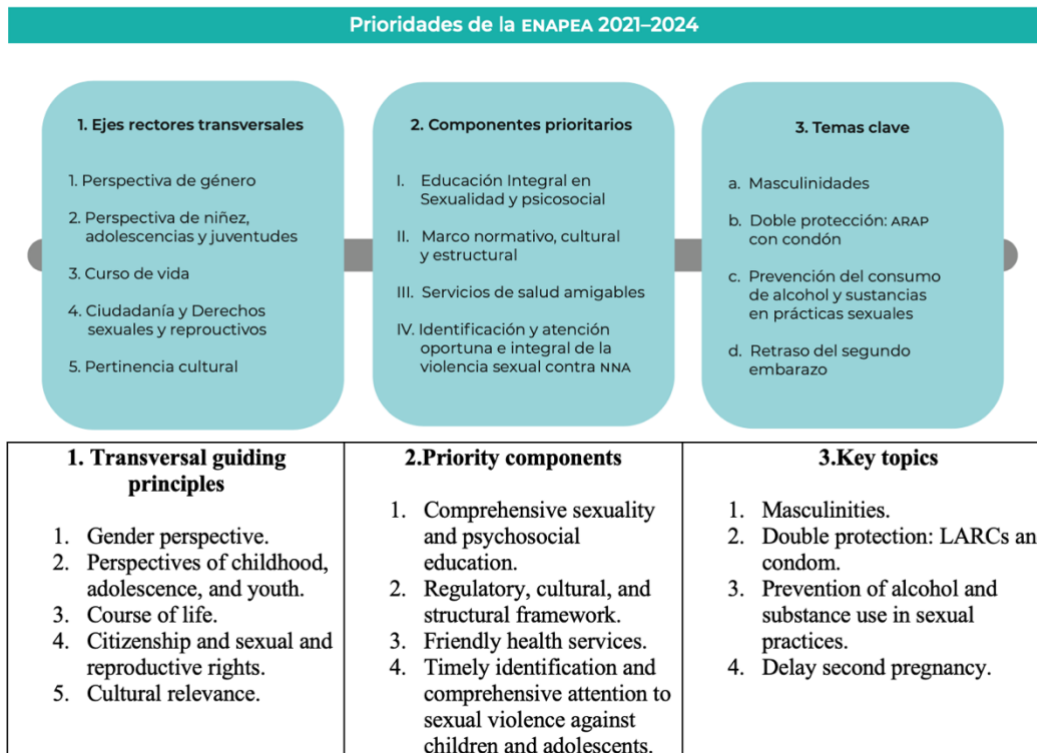 Prioridades de la ENAPEA 2021–2024
1. Ejes rectores transversales
1. Perspectiva de género
2. Perspectiva de niñez,
adolescencias y juventudes
3. Curso de vida
4. Ciudadanía y Derechos
sexuales y reprouctivos
5. Pertinencia cultural
2. Componentes prioritarios
I. Educación Integral en
Sexualidad y psicosocial
II. Marco normativo, cultural
y estructural
III. Servicios de salud amigables
IV. Identificación y atención
oportuna e integral de la
violencia sexual contra NNA
3. Temas clave
a. Masculinidades
b. Doble protección: ARAP
con condón
c. Prevención del consumo
de alcohol y sustancias
en prácticas sexuales
d. Retraso del segundo
embarazo
1. Transversal guiding
principles
1. Gender perspective.
2. Perspectives of childhood,
adolescence, and youth.
3. Course of life.
4. Citizenship and sexual and
reproductive rights.
5. Cultural relevance.
2.Priority components
1. Comprehensive sexuality
and psychosocial
education.
2. Regulatory, cultural, and
structural framework.
3. Friendly health services.
4. Timely identification and
comprehensive attention to
sexual violence against
children and adolescents.
3.Key topics
1. Masculinities.
2. Double protection: LARCs an
condom.
3. Prevention of alcohol and
substance use in sexual
practices.
4. Delay second pregnancy.